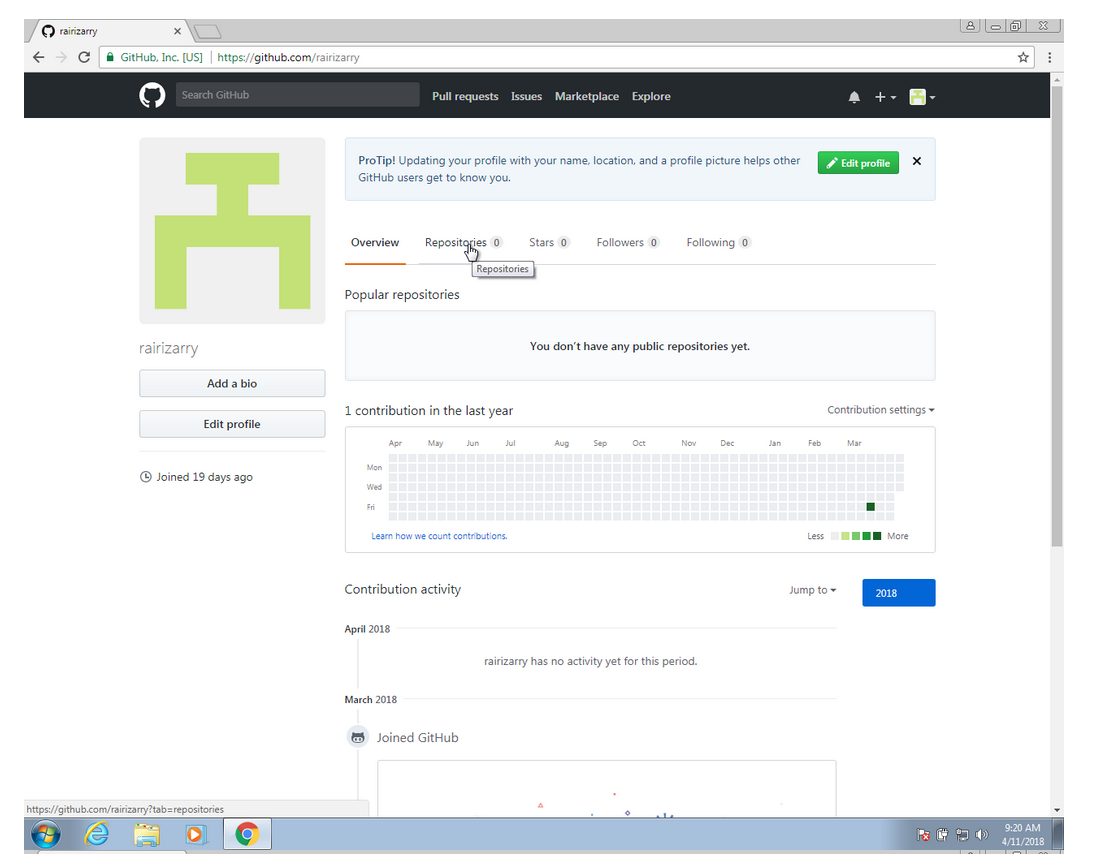 rairizarry
GitHub, Inc. [US] | https://github.com/rairizarry
Search GitHub
Pull requests Issues Marketplace Explore
ProTip! Updating your profile with your name, location, and a profile picture helps other
GitHub users get to know you.
Edit profile
Overview Repositories 0 Stars 0 Followers 0 Following 0
Repositories
Popular repositories
You don't have any public repositories yet.
rairizarry
Add a bio
Edit profile
Joined 19 days ago
1 contribution in the last year
Contribution settings
Apr May Jun Jul Aug Sep Oct Nov Dec Jan Feb Mar
Mon
Wed
Fri
Learn how we count contributions.
Less More
Contribution activity
Jump to
2018
April 2018
rairizarry has no activity yet for this period.
March 2018
Joined GitHub
https://github.com/rairizarry?tab=repositories
9:20 AM
4/11/2018